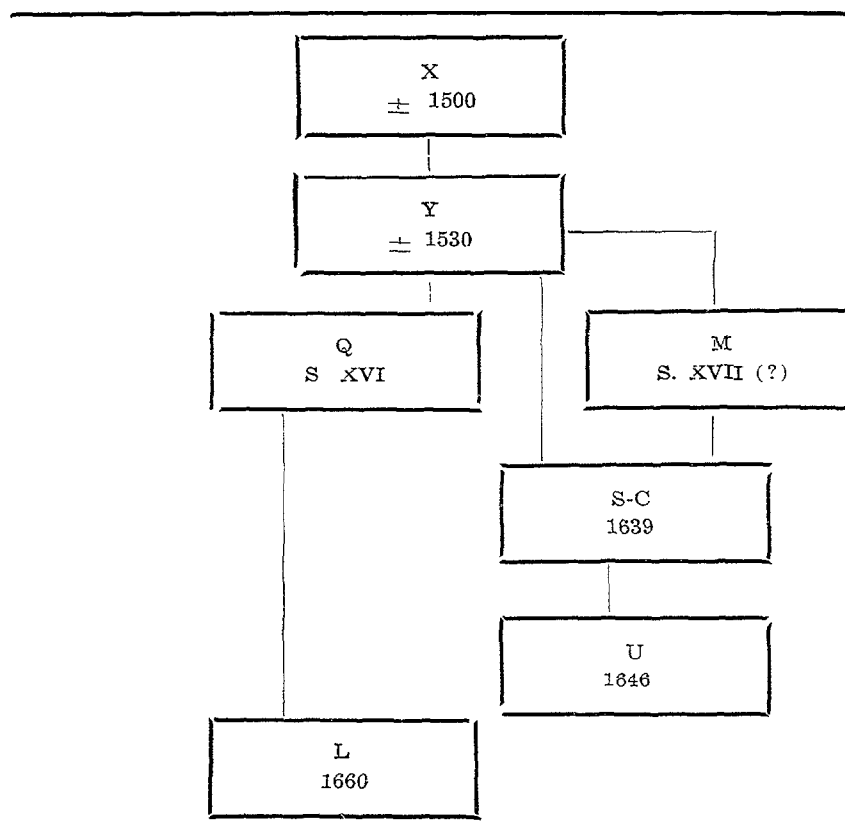 X
± 1500
Y
± 1530
Q
S XVI
M
S. XVII (?)
S-C
1639
U
1646
L
1660